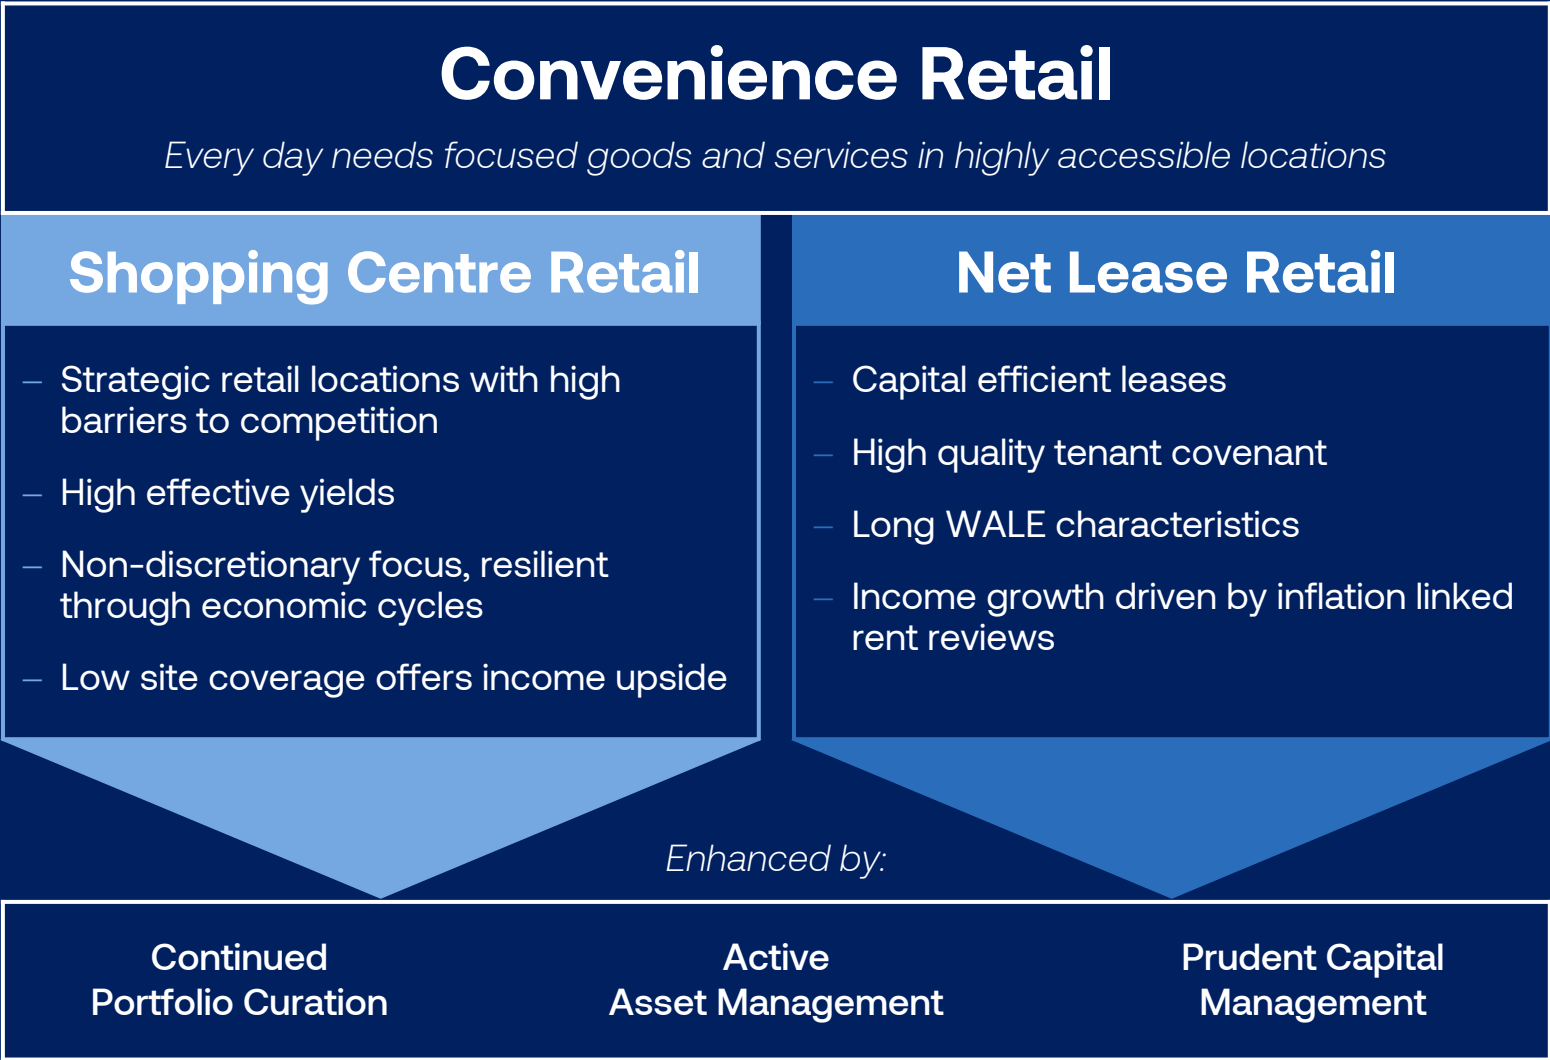 Convenience Retail
Every day needs focused goods and services in highly accessible locations
Shopping Centre Retail
– Strategic retail locations with high
barriers to competition
– High effective yields
– Non-discretionary focus, resilient
through economic cycles
– Low site coverage offers income upside
Net Lease Retail
– Capital efficient leases
– High quality tenant covenant
– Long WALE characteristics
– Income growth driven by inflation linked
rent reviews
Enhanced by:
Continued
Portfolio Curation
Active
Asset Management
Prudent Capital
Management